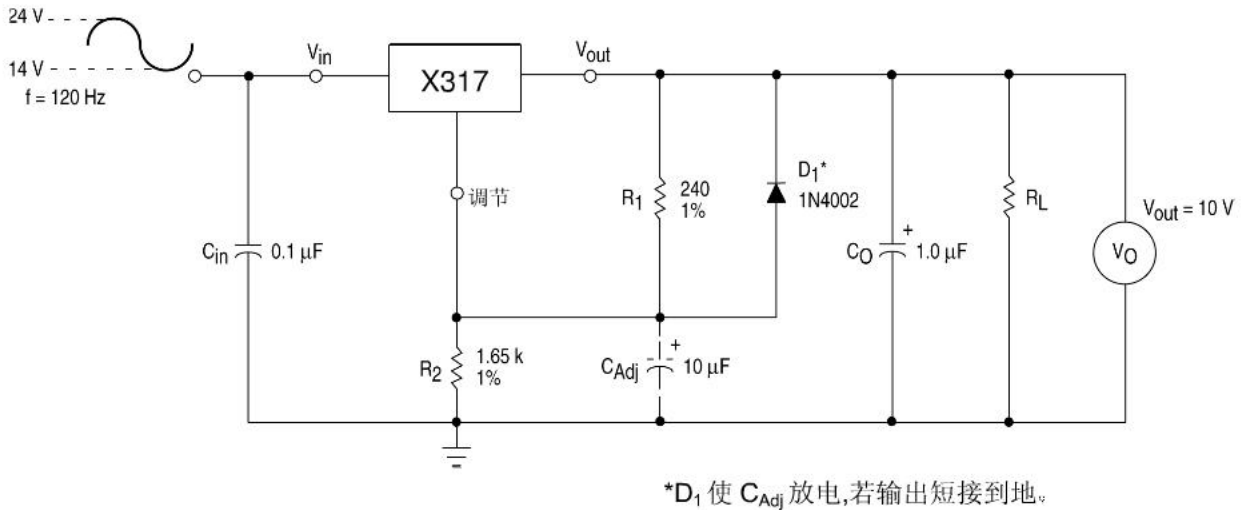 24 V
14 V
f = 120 Hz
Vin
X317
Vout
调节
Cin
0.1 μF
R1
240
1%
D1*
1N4002
R2
1.65 k
1%
CAdj
+
10 μF
CO
+
1.0 μF
RL
Vout = 10 V
VO
*D1 使 CAdj 放电,若输出短接到地。